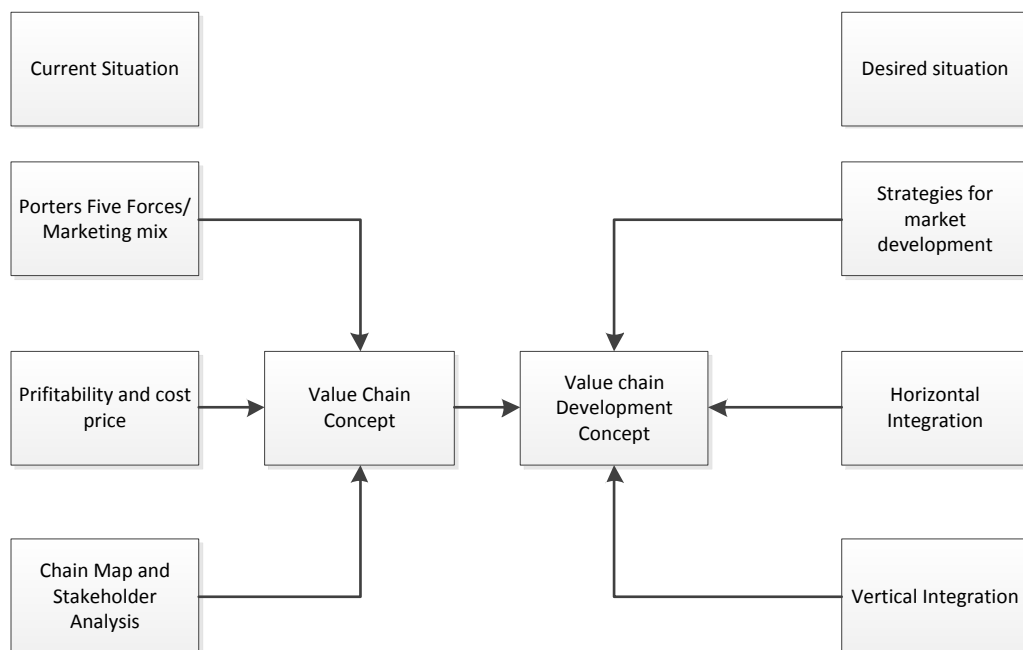 Current Situation
Desired situation
Porters Five Forces/
Marketing mix
Strategies for
market
development
Prifitability and cost
price
Value Chain
Concept
Value chain
Development
Concept
Horizontal
Integration
Chain Map and
Stakeholder
Analysis
Vertical Integration